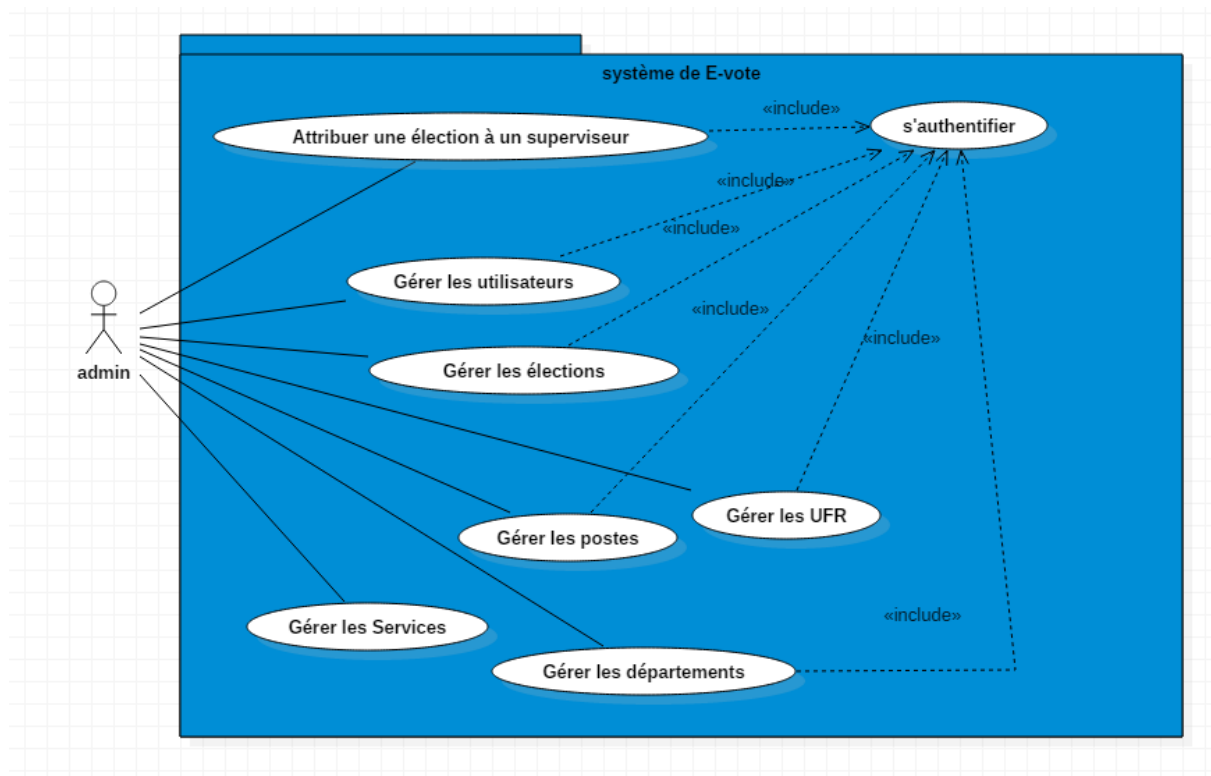 système de E-vote
«include»
s'authentifier
Attribuer une élection à un superviseur
«include»
«include»
Gérer les utilisateurs
«include»
«include»
Gérer les élections
admin
Gérer les UFR
Gérer les postes
«include»
Gérer les Services
Gérer les départements